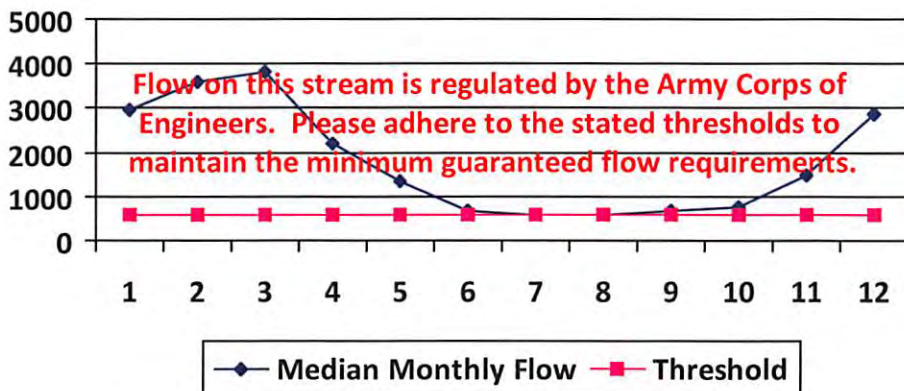 5000
4000
3000
2000
1000
0
Flow on this stream is regulated by the Army Corps of
Engineers. Please adhere to the stated thresholds to
maintain the minimum guaranteed flow requirements.
1 2 3 4 5 6 7 8 9 10 11 12
Median Monthly Flow Threshold